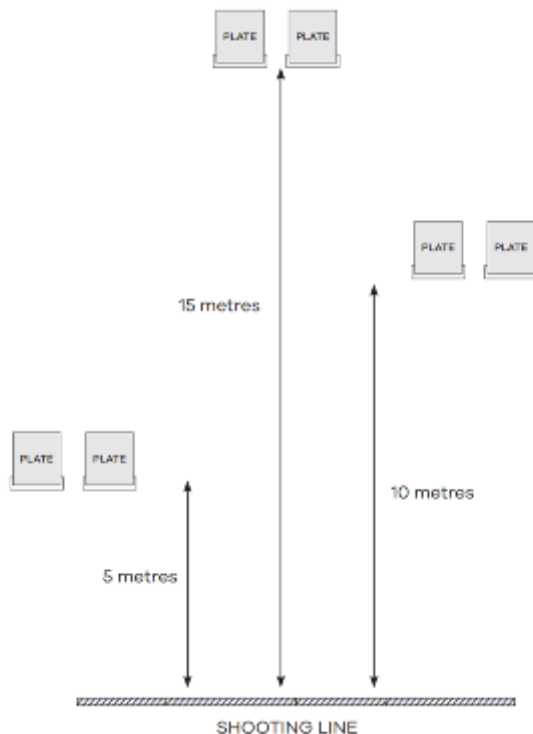 PLATE PLATE
PLATE PLATE
15 metres
PLATE PLATE
10 metres
5 metres
SHOOTING LINE